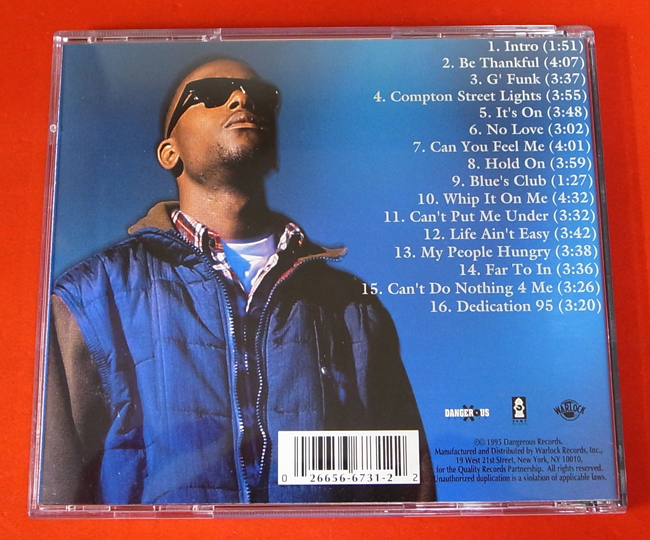 1. Intro (1:51)
2. Be Thankful (4:07)
3. G' Funk (3:37)
4. Compton Street Lights (3:55)
5. It's On (3:48)
6. No Love (3:02)
7. Can You Feel Me (4:01)
8. Hold On (3:59)
9. Blue's Club (1:27)
10. Whip It On Me (4:32)
11. Can't Put Me Under (3:32)
12. Life Ain't Easy (3:42)
13. My People Hungry (3:38)
14. Far To In (3:36)
15. Can't Do Nothing 4 Me (3:26)
16. Dedication 95 (3:20)
DANGEROUS
WARLOCK
℗© 1995 Dangerous Records.
Manufactured and Distributed by Warlock Records, Inc.,
19 West 21st Street, New York, NY 10010,
for the Quality Records Partnership. All rights reserved.
Unauthorized duplication is a violation of applicable laws.
0 26656-6731-2 2